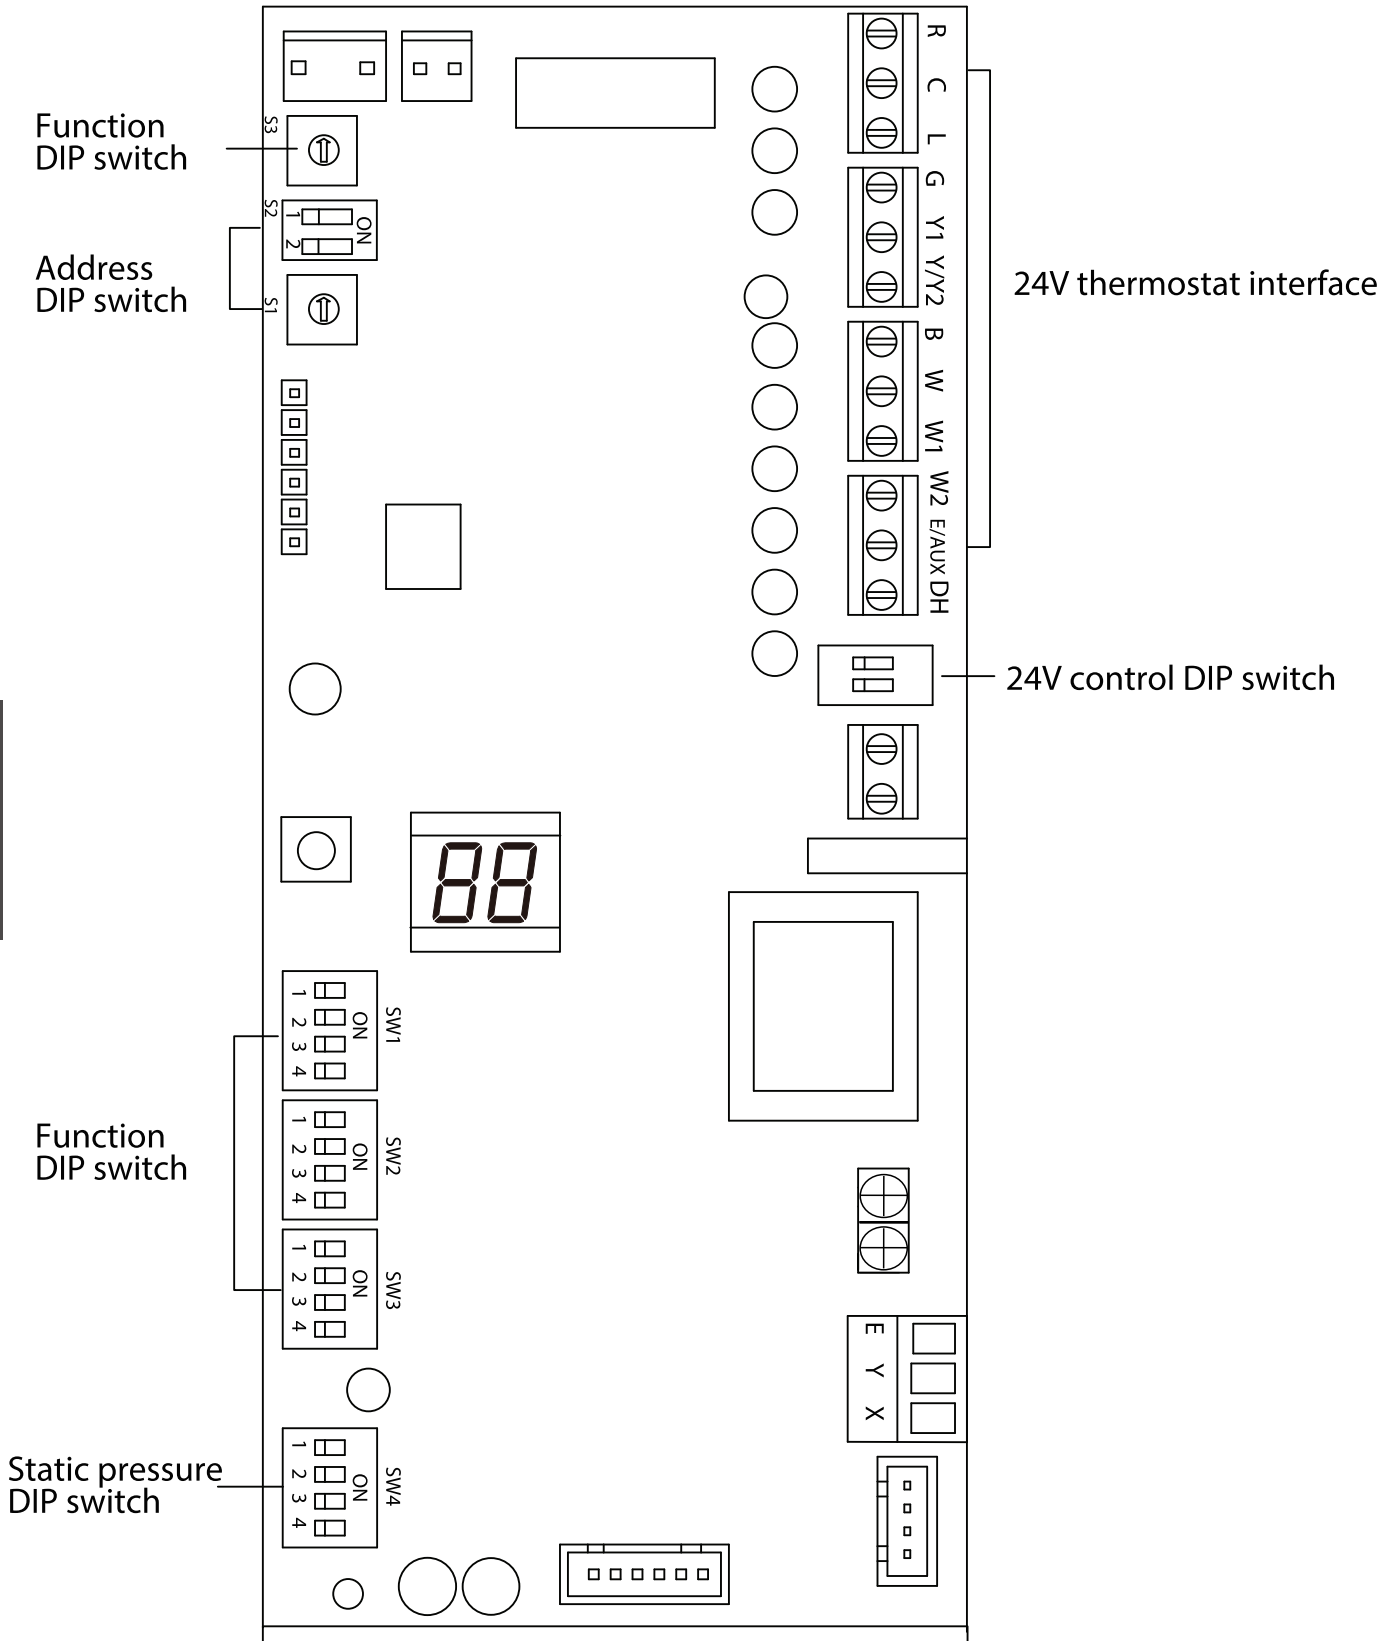 Function
DIP switch
Address
DIP switch
S3
S2
1
2
ON
S1
R
C
L
G
Y1
Y/Y2
B
W
W1
W2
E/AUX
DH
24V thermostat interface
24V control DIP switch
88
Function
DIP switch
1
2
3
4
ON
SW1
1
2
3
4
ON
SW2
1
2
3
4
ON
SW3
E
Y
X
Static pressure
DIP switch
1
2
3
4
ON
SW4